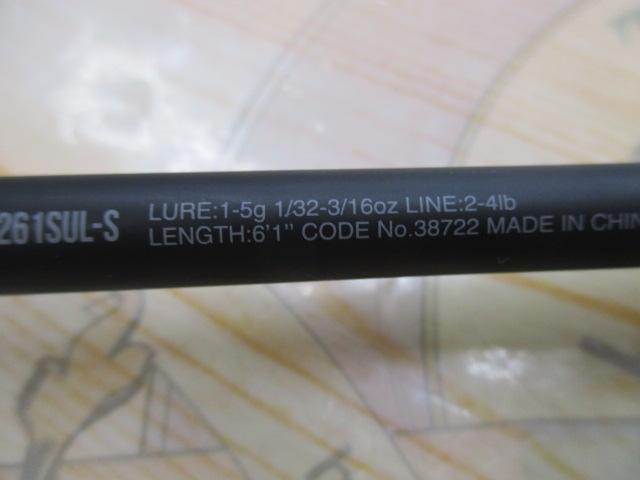 261SUL-S
LURE:1-5g 1/32-3/16oz LINE:2-4lb
LENGTH:6'1" CODE No.38722 MADE IN CHIN